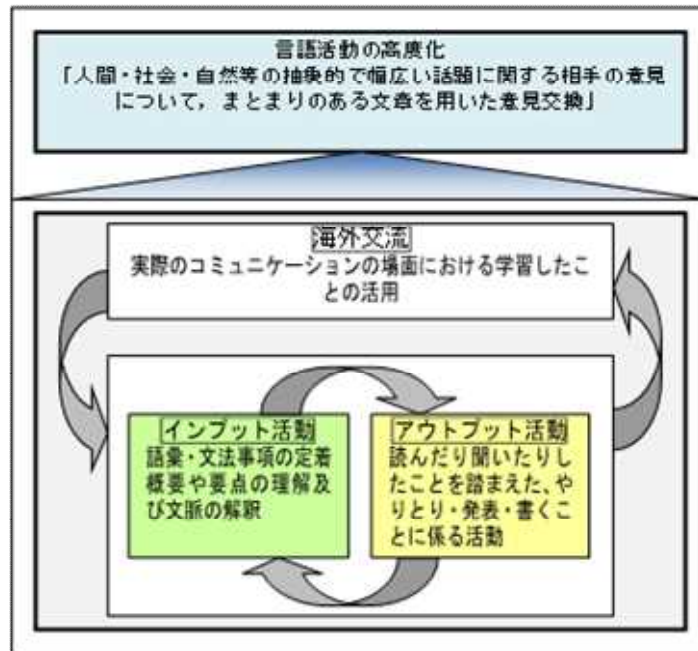 言語活動の高度化
「人間・社会・自然等の抽象的で幅広い話題に関する相手の意見
について，まとまりのある文章を用いた意見交換」
海外交流
実際のコミュニケーションの場面における学習したこ
との活用
インプット活動
語彙・文法事項の定着
概要や要点の理解及
び文脈の解釈
アウトプット活動
読んだり聞いたりし
たことを踏まえた、や
りとり・発表・書くこ
とに係る活動